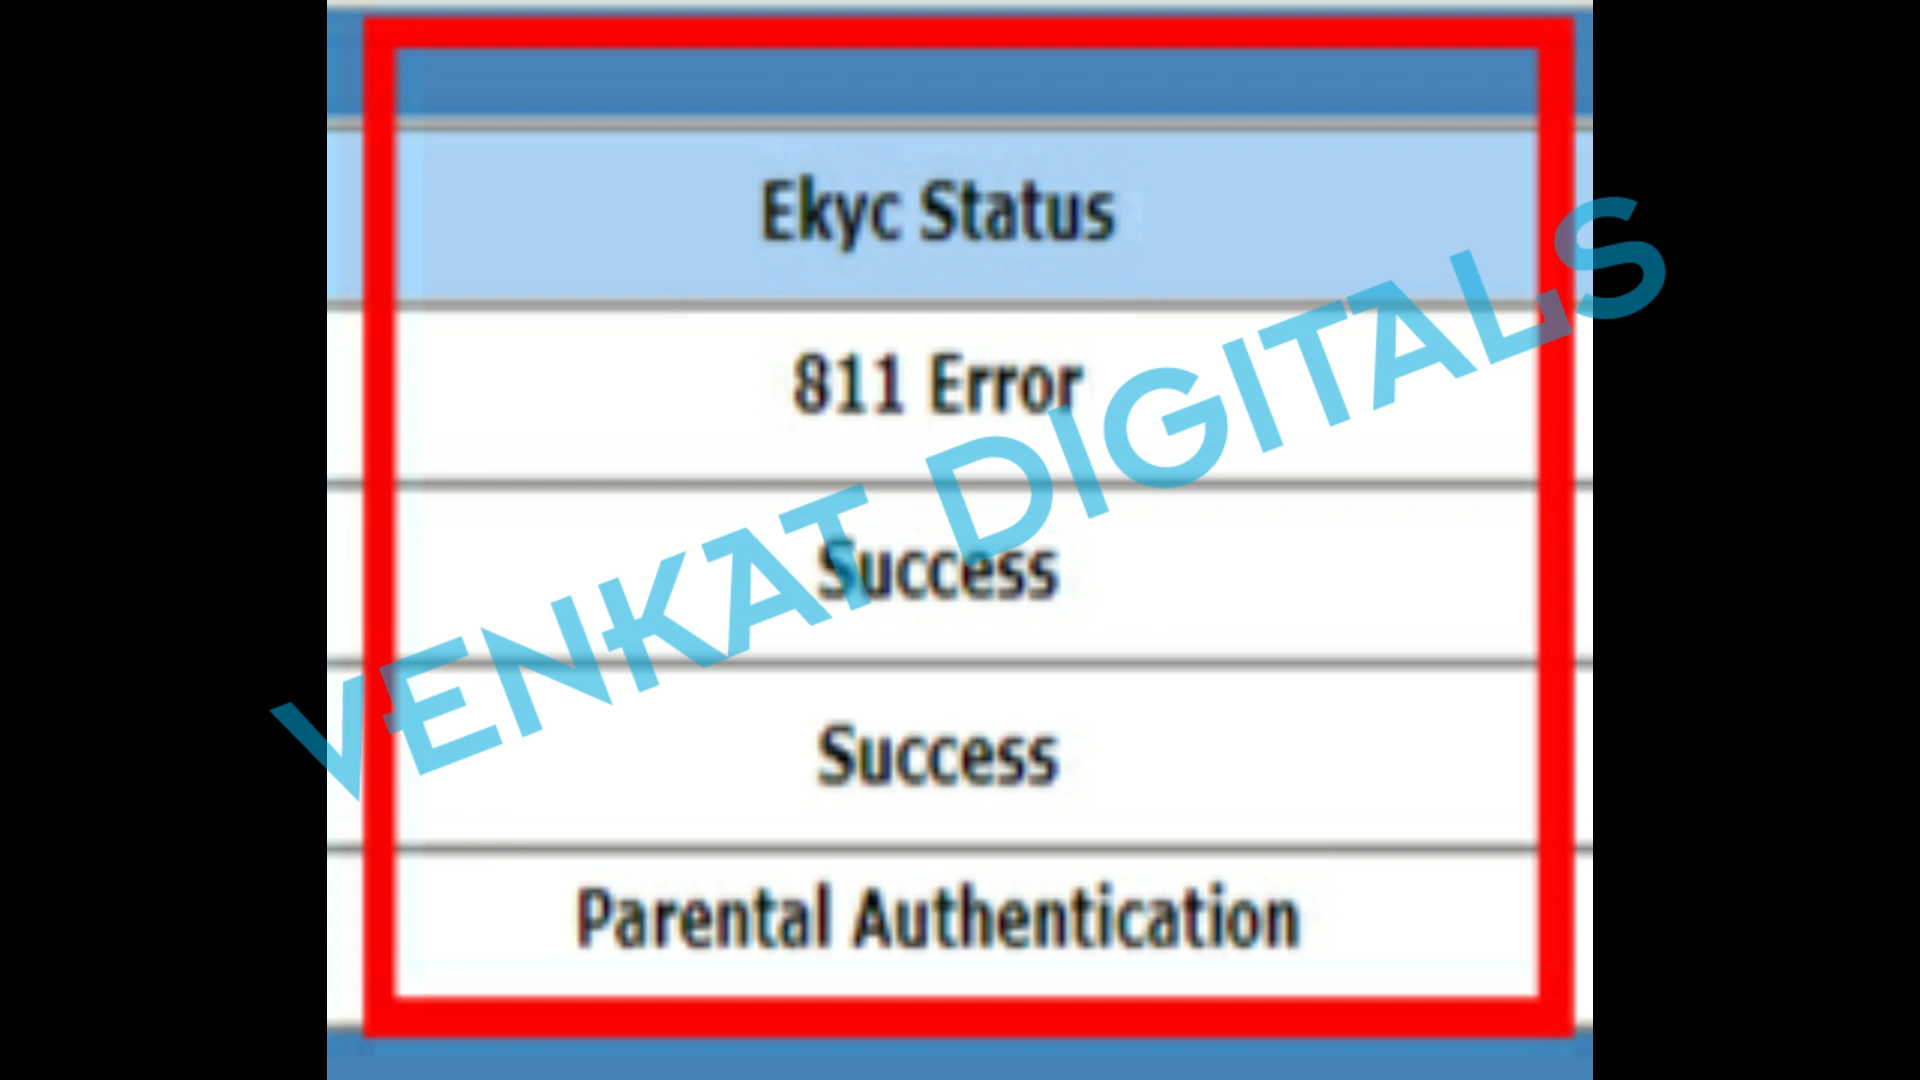 Ekyc Status
811 Error
Success
Success
Parental Authentication
VENKAT DIGITALS